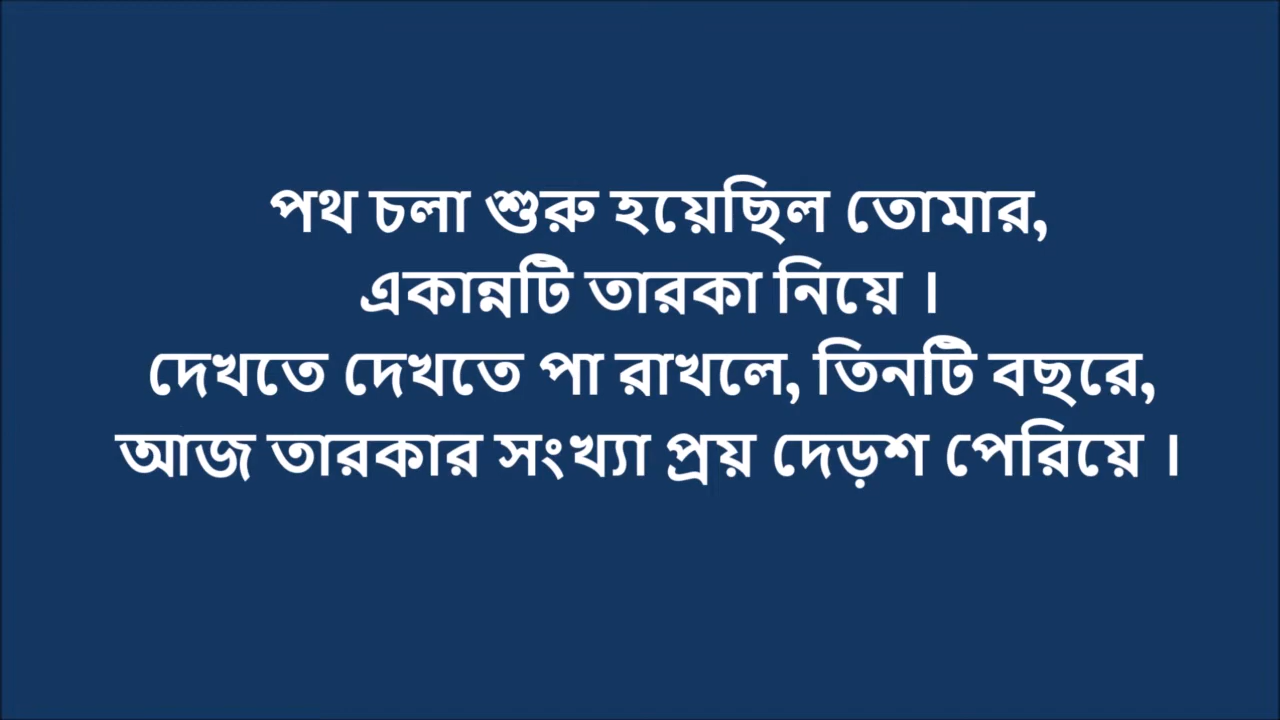 পথ চলা শুরু হয়েছিল তোমার,
একান্নটি তারকা নিয়ে ।
দেখতে দেখতে পা রাখলে, তিনটি বছরে,
আজ তারকার সংখ্যা প্রয় দেড়শ পেরিয়ে ।